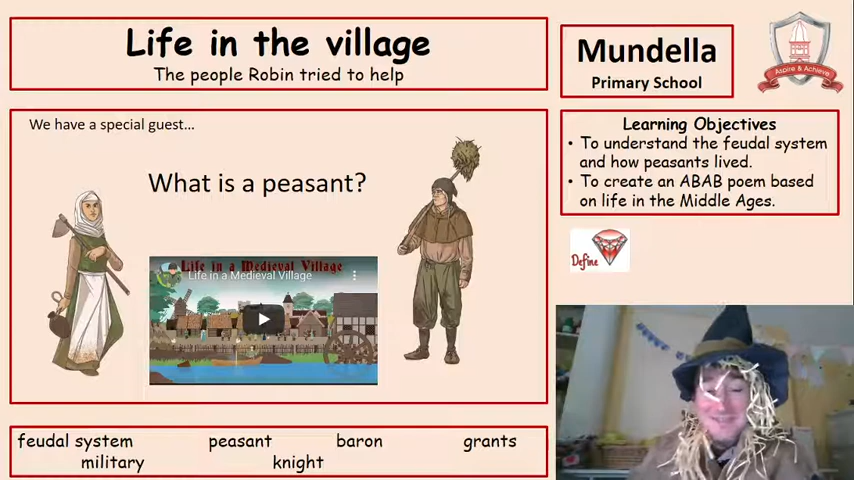 Life in the village
The people Robin tried to help
Mundella
Primary School
Aspire & Achieve
We have a special guest...
What is a peasant?
Life in a Medieval Village
Life in a Medieval Village
Learning Objectives
• To understand the feudal system
and how peasants lived.
• To create an ABAB poem based
on life in the Middle Ages.
Define
feudal system peasant baron grants
military knight